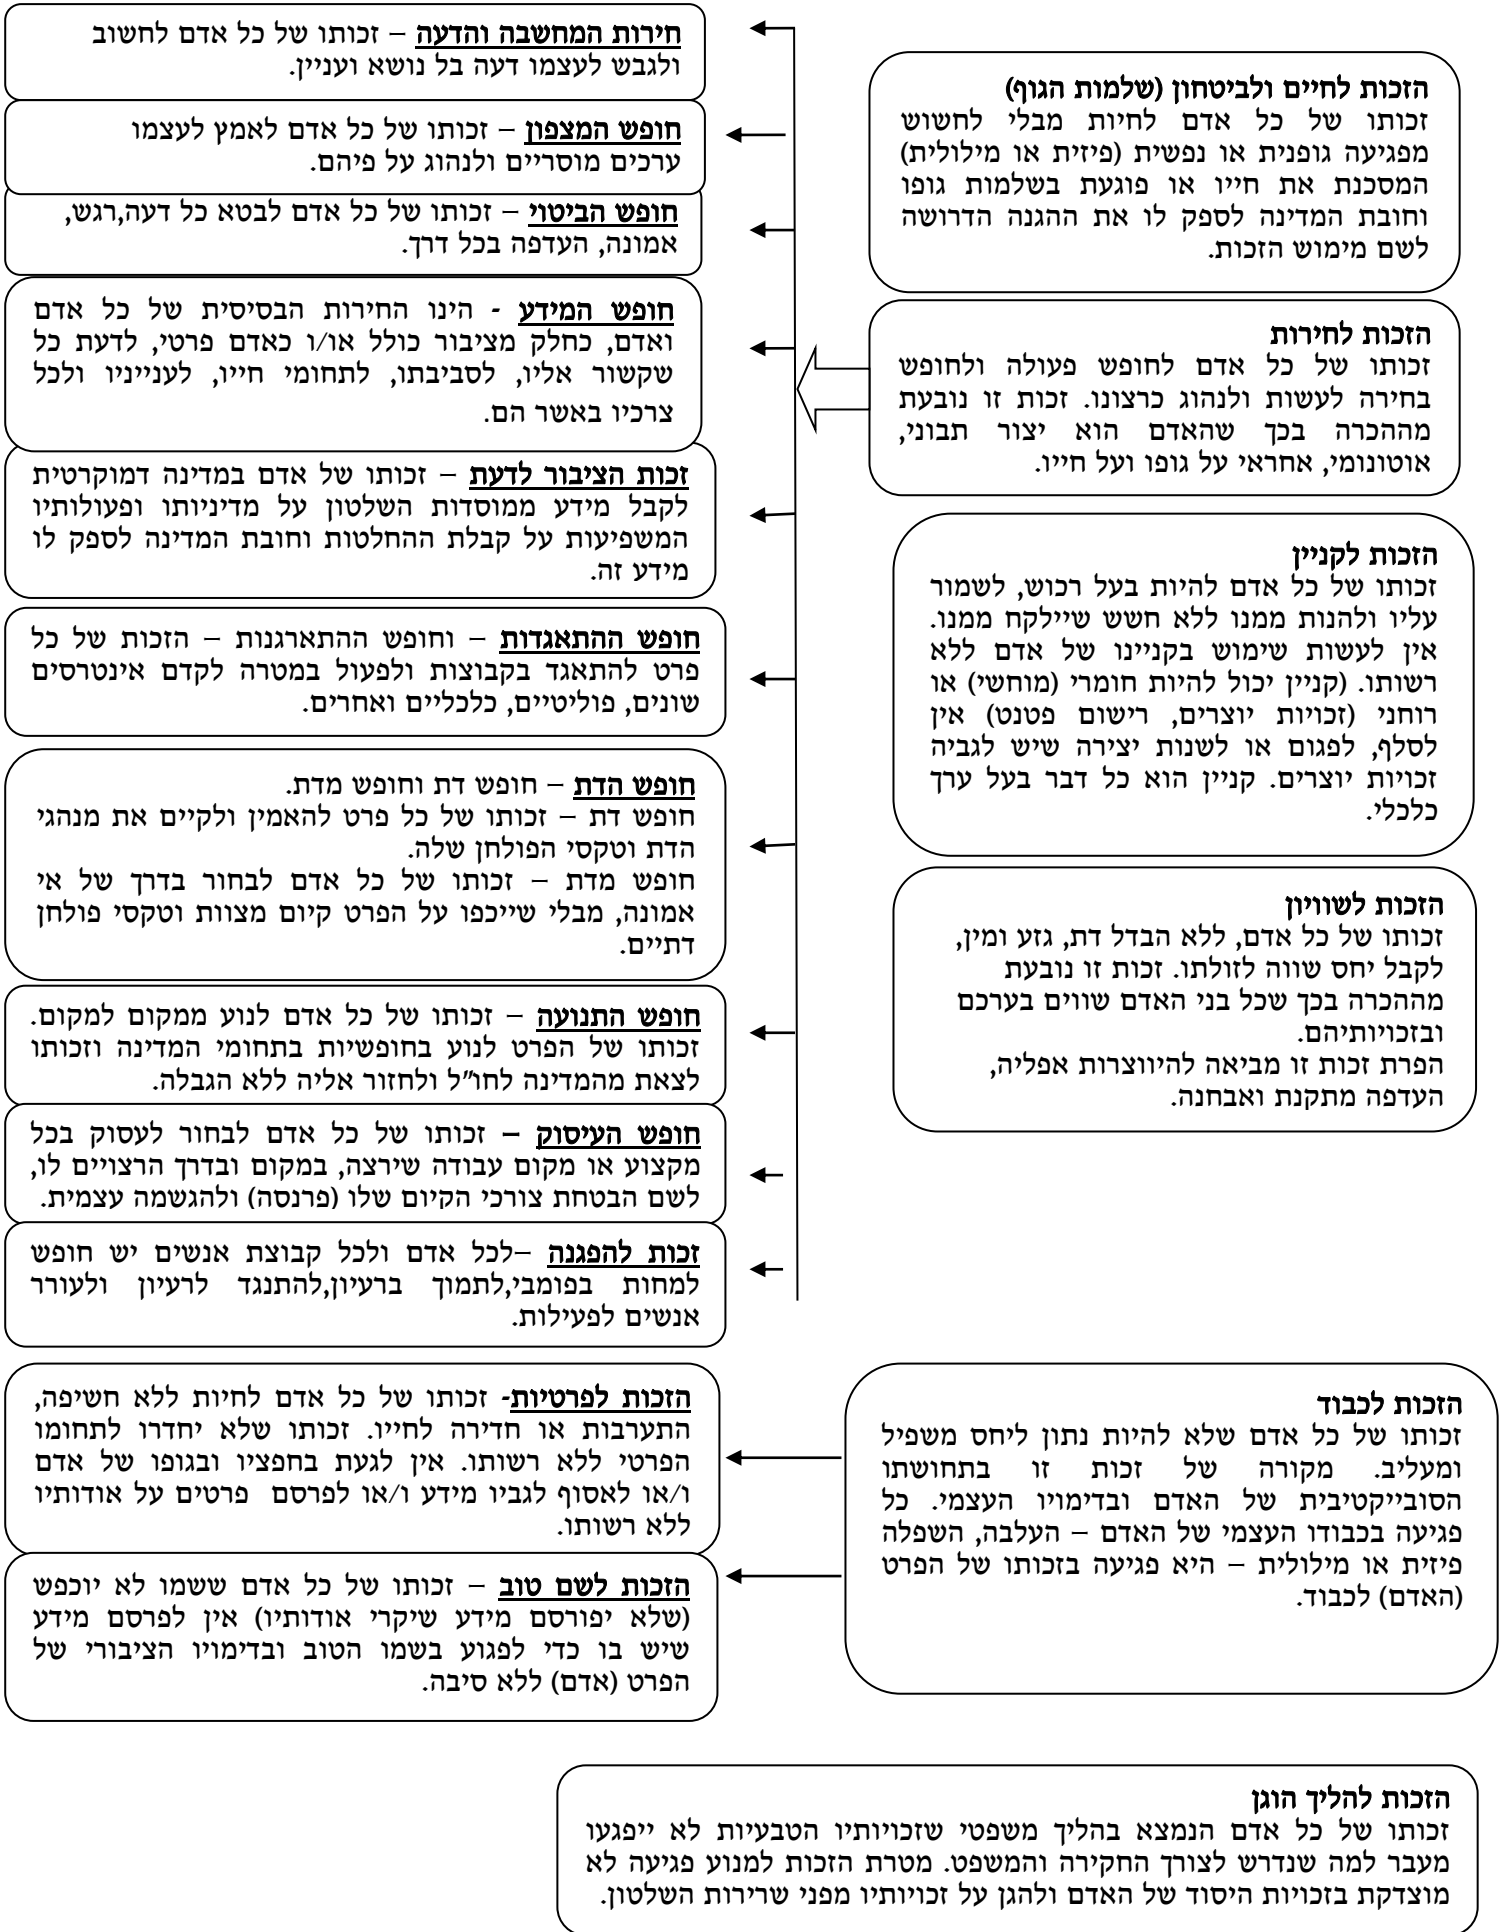 הזכות לחיים ולביטחון (שלמות הגוף)
זכותו של כל אדם לחיות מבלי לחשוש
מפגיעה גופנית או נפשית (פיזית או מילולית)
המסכנת את חייו או פוגעת בשלמות גופו
וחובת המדינה לספק לו את ההגנה הדרושה
לשם מימוש הזכות.
הזכות לחירות
זכותו של כל אדם לחופש פעולה ולחופש
בחירה לעשות ולנהוג כרצונו. זכות זו נובעת
מההכרה בכך שהאדם הוא יצור תבוני,
אוטונומי, אחראי על גופו ועל חייו.
חירות המחשבה והדעה – זכותו של כל אדם לחשוב
ולגבש לעצמו דעה בל נושא ועניין.
חופש המצפון – זכותו של כל אדם לאמץ לעצמו
ערכים מוסריים ולנהוג על פיהם.
חופש הביטוי – זכותו של כל אדם לבטא כל דעה,רגש,
אמונה, העדפה בכל דרך.
חופש המידע - הינו החירות הבסיסית של כל אדם
ואדם, כחלק מציבור כולל או/ו כאדם פרטי, לדעת כל
שקשור אליו, לסביבתו, לתחומי חייו, לענייניו ולכל
צרכיו באשר הם.
זכות הציבור לדעת – זכותו של אדם במדינה דמוקרטית
לקבל מידע ממוסדות השלטון על מדיניותו ופעולותיו
המשפיעות על קבלת ההחלטות וחובת המדינה לספק לו
מידע זה.
חופש ההתאגדות – וחופש ההתארגנות – הזכות של כל
פרט להתאגד בקבוצות ולפעול במטרה לקדם אינטרסים
שונים, פוליטיים, כלכליים ואחרים.
חופש הדת – חופש דת וחופש מדת.
חופש דת – זכותו של כל פרט להאמין ולקיים את מנהגי
הדת וטקסי הפולחן שלה.
חופש מדת – זכותו של כל אדם לבחור בדרך של אי
אמונה, מבלי שייכפו על הפרט קיום מצוות וטקסי פולחן
דתיים.
חופש התנועה – זכותו של כל אדם לנוע ממקום למקום.
זכותו של הפרט לנוע בחופשיות בתחומי המדינה וזכותו
לצאת מהמדינה לחו"ל ולחזור אליה ללא הגבלה.
חופש העיסוק – זכותו של כל אדם לבחור לעסוק בכל
מקצוע או מקום עבודה שירצה, במקום ובדרך הרצויים לו,
לשם הבטחת צורכי הקיום שלו (פרנסה) ולהגשמה עצמית.
זכות להפגנה –לכל אדם ולכל קבוצת אנשים יש חופש
למחות בפומבי,לתמוך ברעיון,להתנגד לרעיון ולעורר
אנשים לפעילות.
הזכות לקניין
זכותו של כל אדם להיות בעל רכוש, לשמור
עליו ולהנות ממנו ללא חשש שיילקח ממנו.
אין לעשות שימוש בקניינו של אדם ללא
רשותו. (קניין יכול להיות חומרי (מוחשי) או
רוחני (זכויות יוצרים, רישום פטנט) אין
לסלף, לפגום או לשנות יצירה שיש לגביה
זכויות יוצרים. קניין הוא כל דבר בעל ערך
כלכלי.
הזכות לשוויון
זכותו של כל אדם, ללא הבדל דת, גזע ומין,
לקבל יחס שווה לזולתו. זכות זו נובעת
מההכרה בכך שכל בני האדם שווים בערכם
ובזכויותיהם.
הפרת זכות זו מביאה להיווצרות אפליה,
העדפה מתקנת ואבחנה.
הזכות לכבוד
זכותו של כל אדם שלא להיות נתון ליחס משפיל
ומעליב. מקורה של זכות זו בתחושתו
הסובייקטיבית של האדם ובדימויו העצמי. כל
פגיעה בכבודו העצמי של האדם – העלבה, השפלה
פיזית או מילולית – היא פגיעה בזכותו של הפרט
(האדם) לכבוד.
הזכות לפרטיות- זכותו של כל אדם לחיות ללא חשיפה,
התערבות או חדירה לחייו. זכותו שלא יחדרו לתחומו
הפרטי ללא רשותו. אין לגעת בחפציו ובגופו של אדם
ו/או לאסוף לגביו מידע ו/או לפרסם פרטים על אודותיו
ללא רשותו.
הזכות לשם טוב – זכותו של כל אדם ששמו לא יוכפש
(שלא יפורסם מידע שיקרי אודותיו) אין לפרסם מידע
שיש בו כדי לפגוע בשמו הטוב ובדימויו הציבורי של
הפרט (אדם) ללא סיבה.
הזכות להליך הוגן
זכותו של כל אדם הנמצא בהליך משפטי שזכויותיו הטבעיות לא ייפגעו
מעבר למה שנדרש לצורך החקירה והמשפט. מטרת הזכות למנוע פגיעה לא
מוצדקת בזכויות היסוד של האדם ולהגן על זכויותיו מפני שרירות השלטון.